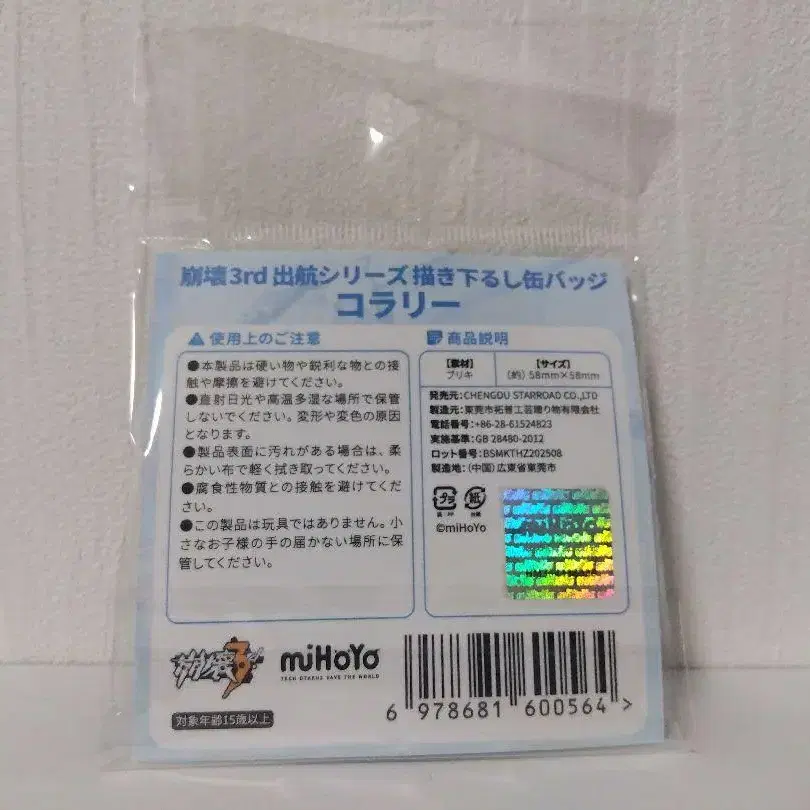 崩壊3rd 出航シリーズ 描き下るし缶バッジ
コラリー
使用上のご注意
●本製品は硬い物や鋭利な物との接
触や摩擦を避けてください。
●直射日光や高温多湿な場所で保管
しないでください。変形や変色の原因
となります。
●製品表面に汚れがある場合は、柔
らかい布で軽く拭き取ってください。
●腐食性物質との接触を避けてくだ
さい。
●この製品は玩具ではありません。小
さなお子様の手の届かない場所に保
管してください。
商品説明
【素材】 【サイズ】
ブリキ (約) 58mm×58mm
発売元:CHENGDU STARROAD CO.,LTD
製造元:東莞市拓普工芸贈り物有限会社
電話番号:+86-28-61524823
実施基準:GB 28480-2012
ロット番号:BSMKTHZ202508
製造地:(中国)広東省東莞市
プラ 紙
©miHoYo
崩壊3rd
miHoYo
TECH OTAKUS SAVE THE WORLD
対象年齢15歳以上
6 978681 600564 >